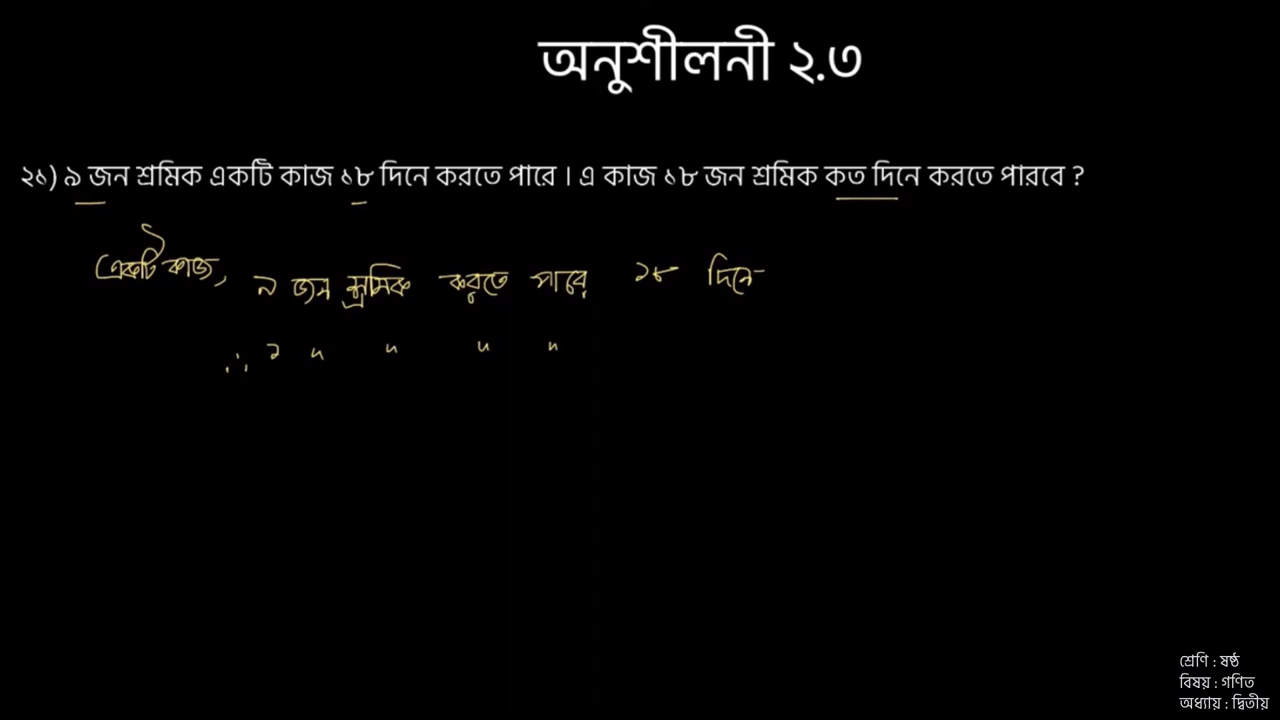 অনুশীলনী ২.৩
২১) ৯ জন শ্রমিক একটি কাজ ১৮ দিনে করতে পারে । এ কাজ ১৮ জন শ্রমিক কত দিনে করতে পারবে ?
একটি কাজ, ৯ জন শ্রমিক করতে পারে ১৮ দিনে
∴ ১ " " " "
শ্রেণি : ষষ্ঠ
বিষয় : গণিত
অধ্যায় : দ্বিতীয়